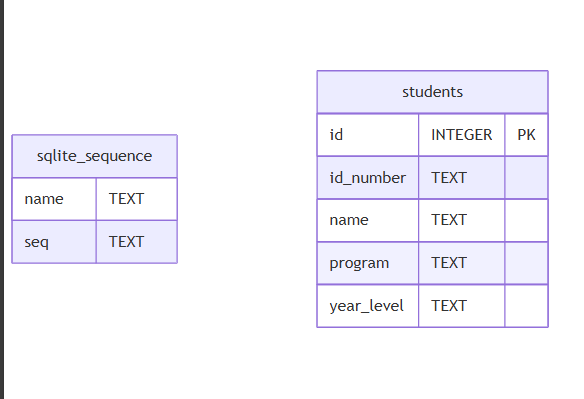 sqlite_sequence
name TEXT
seq TEXT
students
id INTEGER PK
id_number TEXT
name TEXT
program TEXT
year_level TEXT